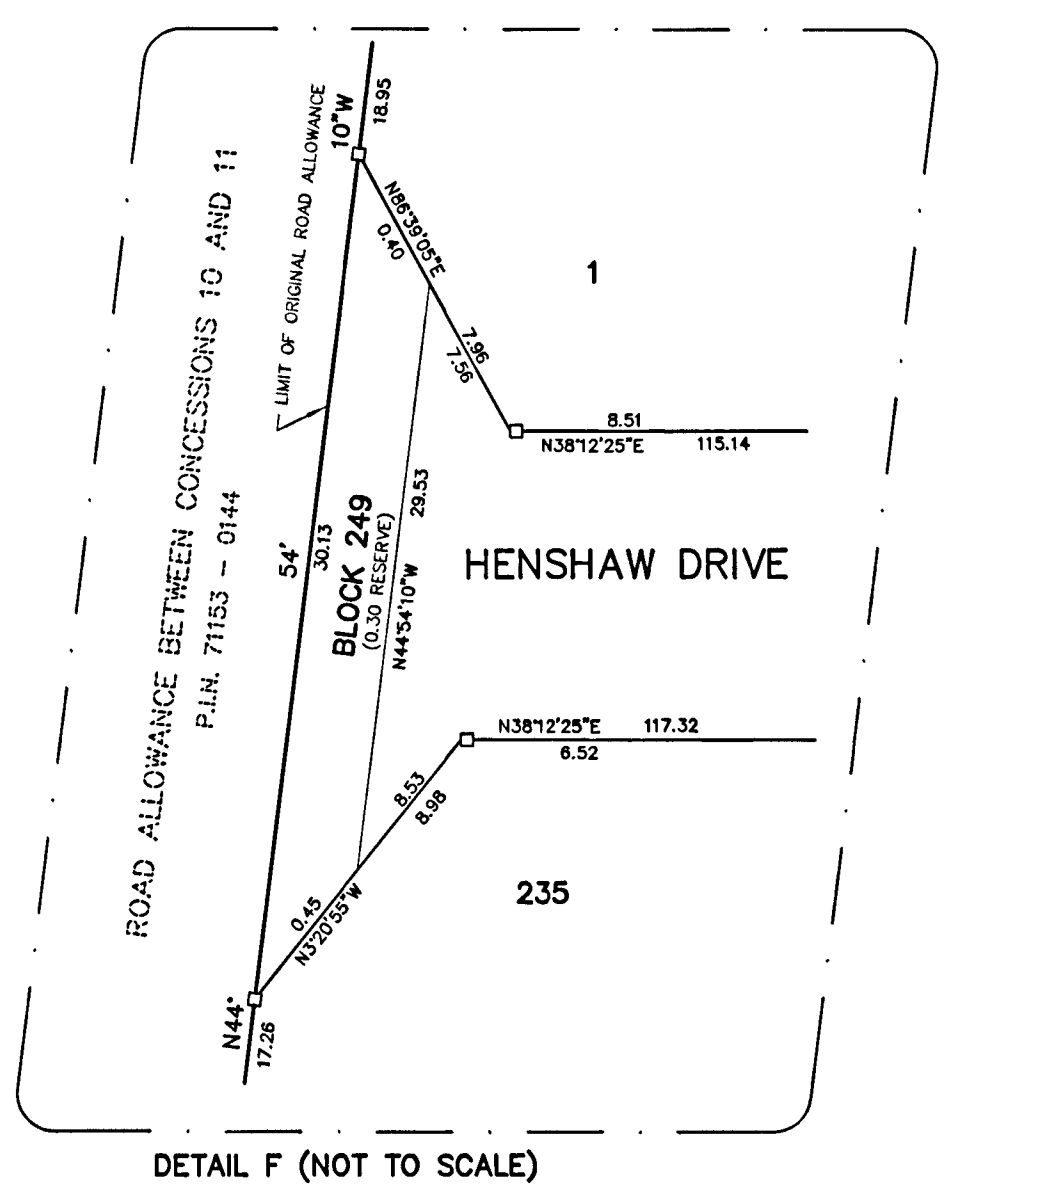 18.95
10"W
LIMIT OF ORIGINAL ROAD ALLOWANCE
ROAD ALLOWANCE BETWEEN CONCESSIONS 10 AND 11
P.I.N. 71153 - 0144
N86°39'05"E
0.40
1
7.96
7.56
8.51
N38°12'25"E 115.14
54'
30.13
BLOCK 249
(0.30 RESERVE)
29.53
N44°54'10"W
HENSHAW DRIVE
N38°12'25"E 117.32
6.52
8.53
8.98
0.45
N3°20'55"W
235
N44°
17.26
DETAIL F (NOT TO SCALE)